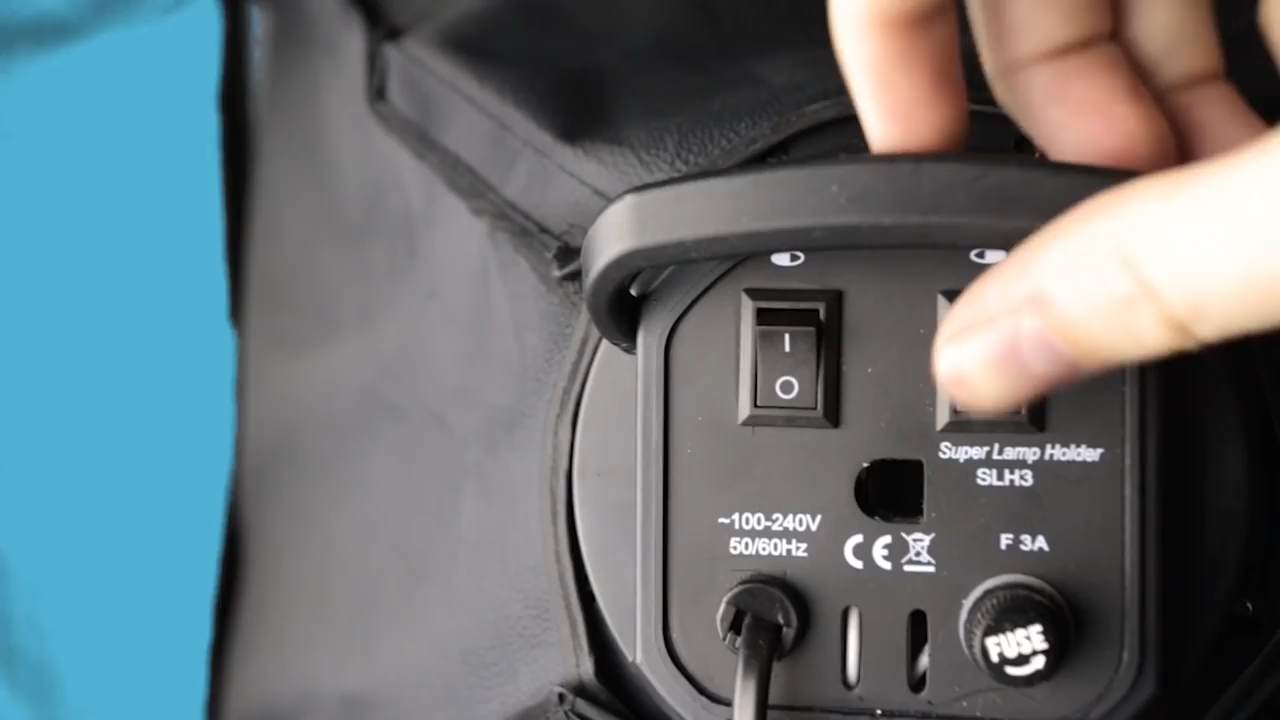 I
O
Super Lamp Holder
SLH3
~100-240V
50/60Hz
CE
F 3A
FUSE